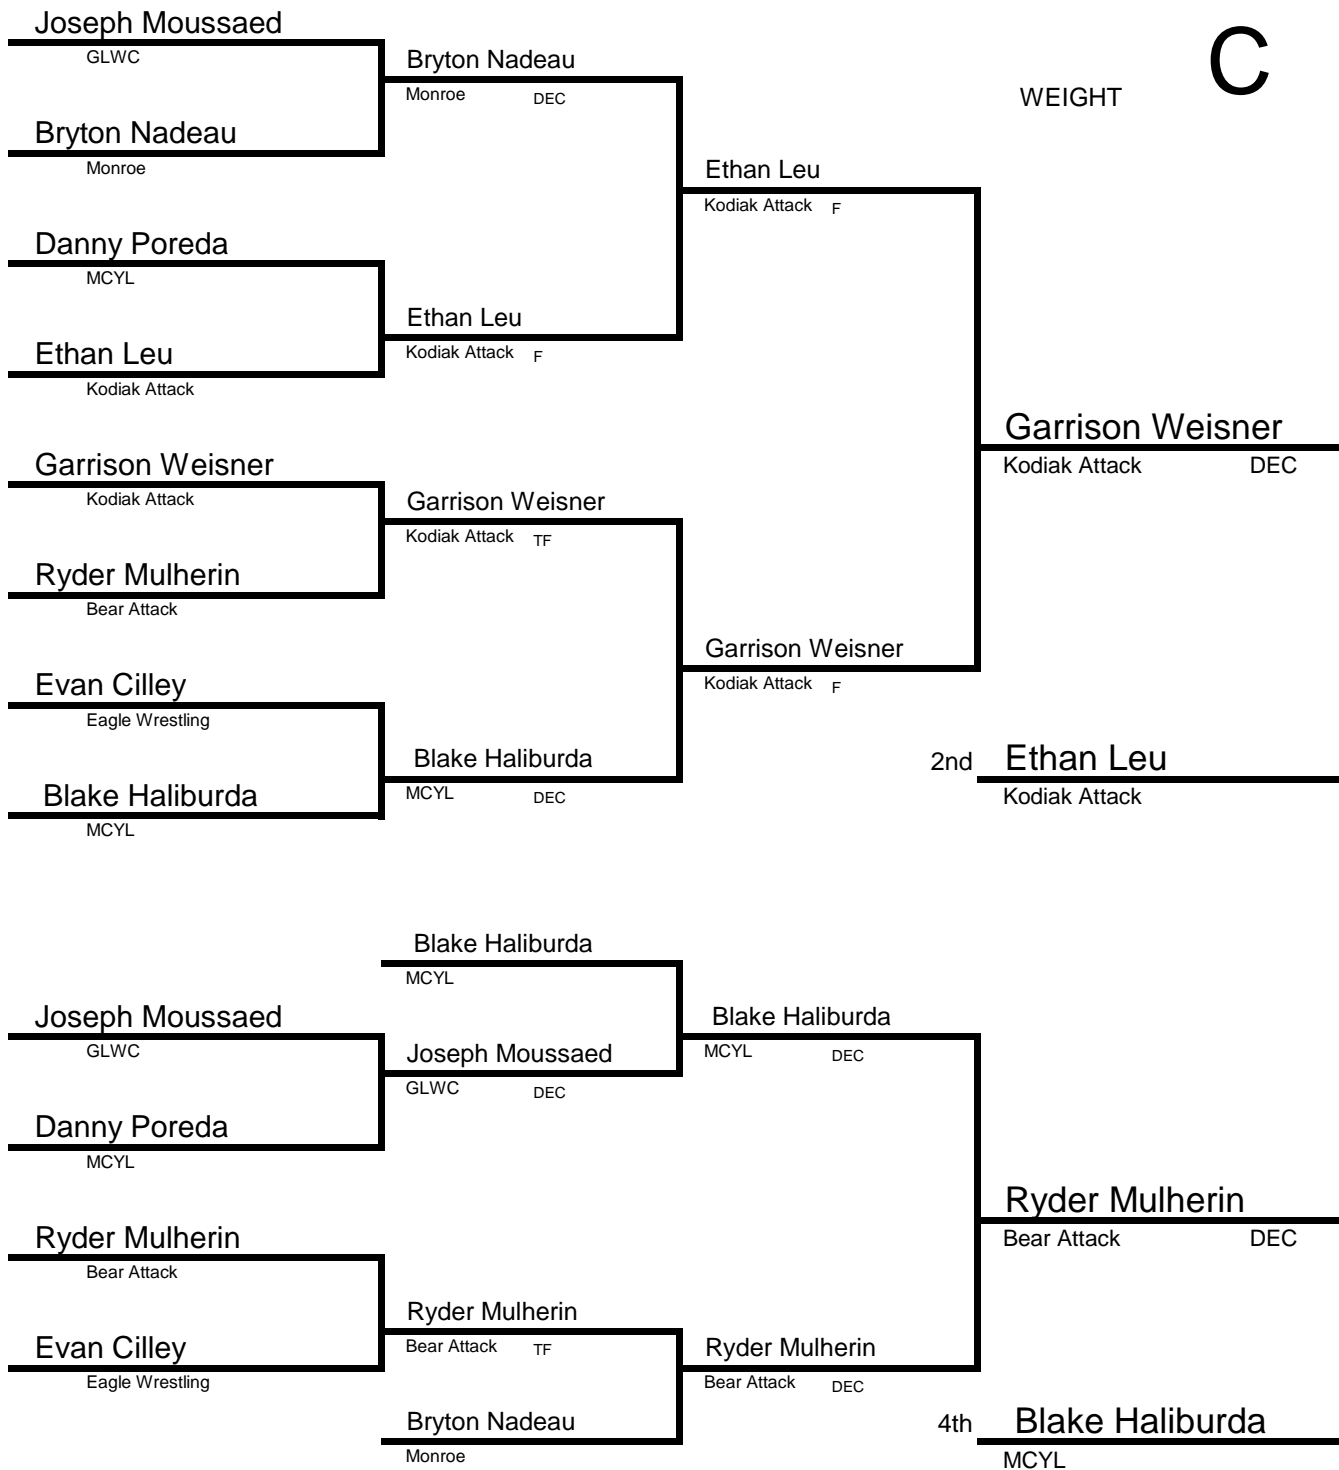 Joseph Moussaed
GLWC
Bryton Nadeau
Monroe DEC
C
WEIGHT
Bryton Nadeau
Monroe
Ethan Leu
Kodiak Attack F
Danny Poreda
MCYL
Ethan Leu
Kodiak Attack F
Ethan Leu
Kodiak Attack
Garrison Weisner
Kodiak Attack DEC
Garrison Weisner
Kodiak Attack
Garrison Weisner
Kodiak Attack TF
Ryder Mulherin
Bear Attack
Garrison Weisner
Kodiak Attack F
Evan Cilley
Eagle Wrestling
Blake Haliburda
MCYL DEC
2nd Ethan Leu
Kodiak Attack
Blake Haliburda
MCYL
Blake Haliburda
MCYL
Joseph Moussaed
GLWC
Blake Haliburda
MCYL DEC
Joseph Moussaed
GLWC DEC
Danny Poreda
MCYL
Ryder Mulherin
Bear Attack DEC
Ryder Mulherin
Bear Attack
Ryder Mulherin
Bear Attack TF
Evan Cilley
Eagle Wrestling
Ryder Mulherin
Bear Attack DEC
Bryton Nadeau
Monroe
4th Blake Haliburda
MCYL